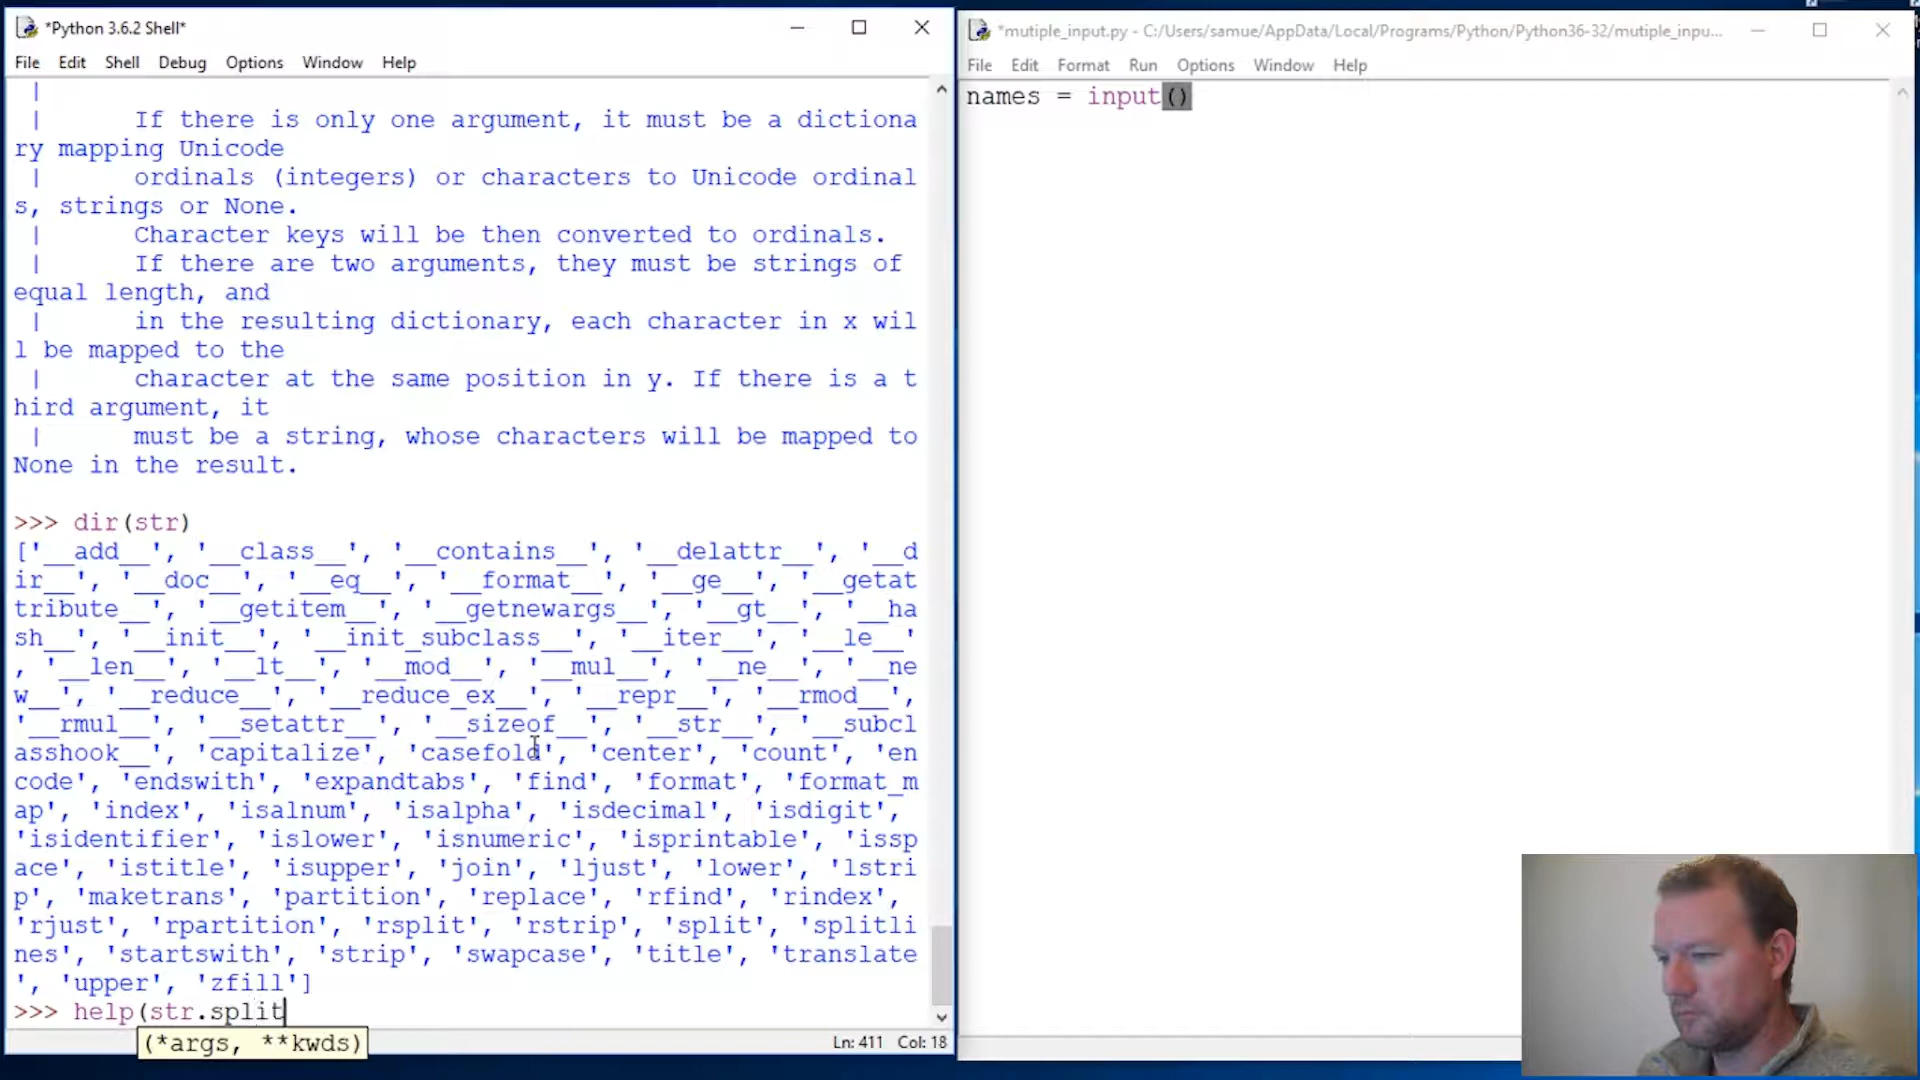 *Python 3.6.2 Shell*
File Edit Shell Debug Options Window Help
|
| If there is only one argument, it must be a dictiona
ry mapping Unicode
| ordinals (integers) or characters to Unicode ordinal
s, strings or None.
| Character keys will be then converted to ordinals.
| If there are two arguments, they must be strings of
equal length, and
| in the resulting dictionary, each character in x wil
l be mapped to the
| character at the same position in y. If there is a t
hird argument, it
| must be a string, whose characters will be mapped to
None in the result.
>>> dir(str)
['__add__', '__class__', '__contains__', '__delattr__', '__d
ir__', '__doc__', '__eq__', '__format__', '__ge__', '__getat
tribute__', '__getitem__', '__getnewargs__', '__gt__', '__ha
sh__', '__init__', '__init_subclass__', '__iter__', '__le__'
, '__len__', '__lt__', '__mod__', '__mul__', '__ne__', '__ne
w__', '__reduce__', '__reduce_ex__', '__repr__', '__rmod__',
'__rmul__', '__setattr__', '__sizeof__', '__str__', '__subcl
asshook__', 'capitalize', 'casefold', 'center', 'count', 'en
code', 'endswith', 'expandtabs', 'find', 'format', 'format_m
ap', 'index', 'isalnum', 'isalpha', 'isdecimal', 'isdigit',
'isidentifier', 'islower', 'isnumeric', 'isprintable', 'issp
ace', 'istitle', 'isupper', 'join', 'ljust', 'lower', 'lstri
p', 'maketrans', 'partition', 'replace', 'rfind', 'rindex',
'rjust', 'rpartition', 'rsplit', 'rstrip', 'split', 'splitli
nes', 'startswith', 'strip', 'swapcase', 'title', 'translate
', 'upper', 'zfill']
>>> help(str.split
(*args, **kwds)
Ln: 411 Col: 18
*mutiple_input.py - C:/Users/samue/AppData/Local/Programs/Python/Python36-32/mutiple_inpu...
File Edit Format Run Options Window Help
names = input()